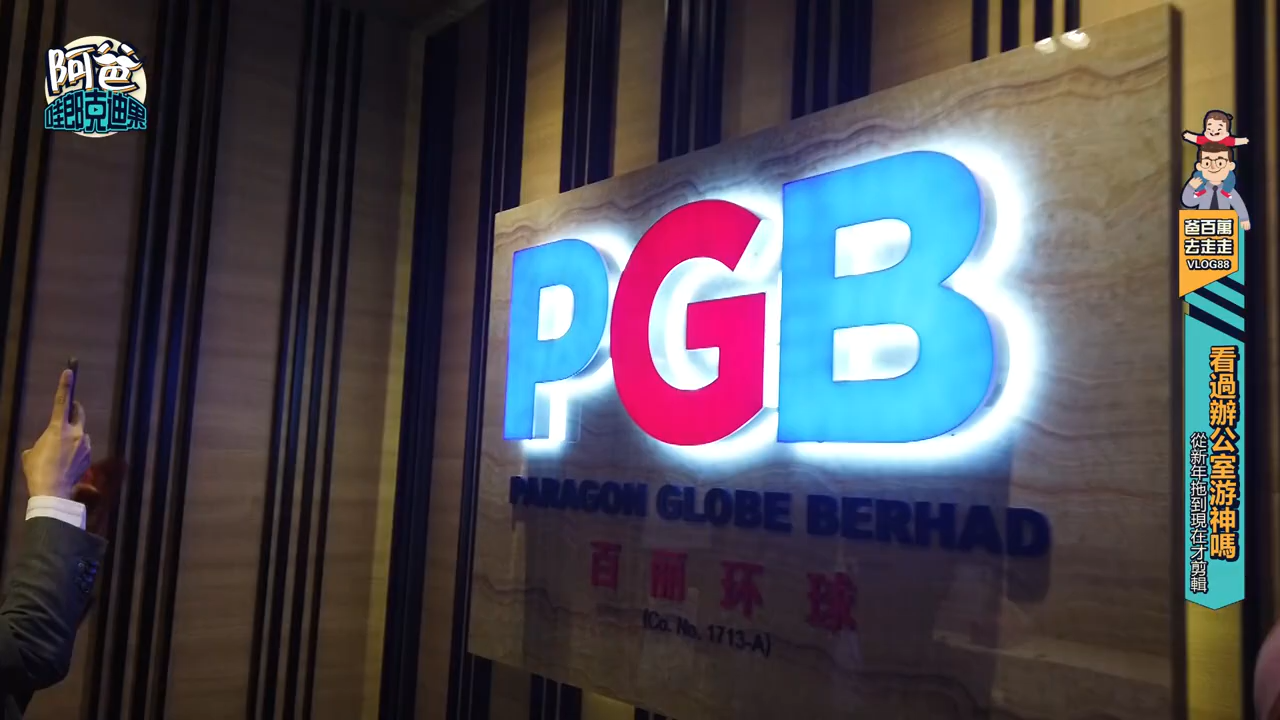 阿爸
哇即克迪果
PGB
PARAGON GLOBE BERHAD
百丽环球
(Co. No. 1713-A)
爸百萬
去走走
VLOG88
看過辦公室游神嗎
從新年拖到現在才剪輯